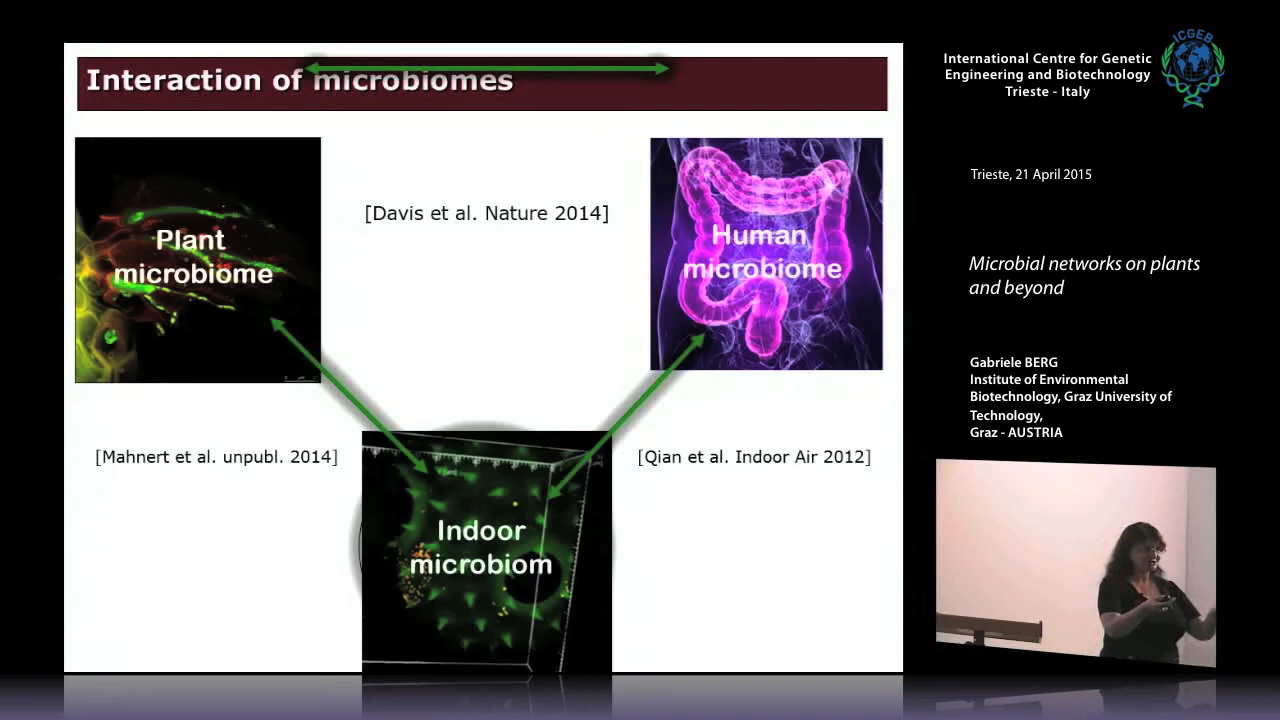 Interaction of microbiomes
Plant
microbiome
[Davis et al. Nature 2014]
Human
microbiome
[Mahnert et al. unpubl. 2014]
[Qian et al. Indoor Air 2012]
Indoor
microbiom
International Centre for Genetic
Engineering and Biotechnology
Trieste - Italy
ICGEB
Trieste, 21 April 2015
Microbial networks on plants
and beyond
Gabriele BERG
Institute of Environmental
Biotechnology, Graz University of
Technology,
Graz - AUSTRIA